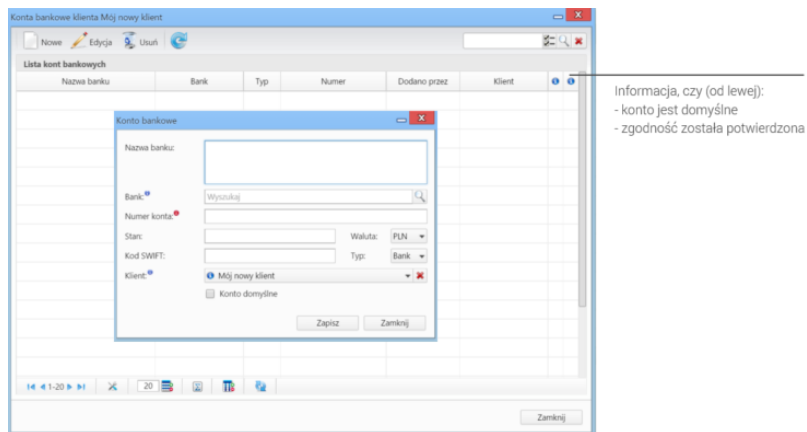 Konta bankowe klienta Mój nowy klient
Nowe Edycja Usuń
Lista kont bankowych
Nazwa banku Bank Typ Numer Dodano przez Klient
Informacja, czy (od lewej):
- konto jest domyślne
- zgodność została potwierdzona
Konto bankowe
Nazwa banku:
Bank: Wyszukaj
Numer konta:
Stan: Waluta: PLN
Kod SWIFT: Typ: Bank
Klient: Mój nowy klient
Konto domyślne
Zapisz Zamknij
1-20 20
Zamknij